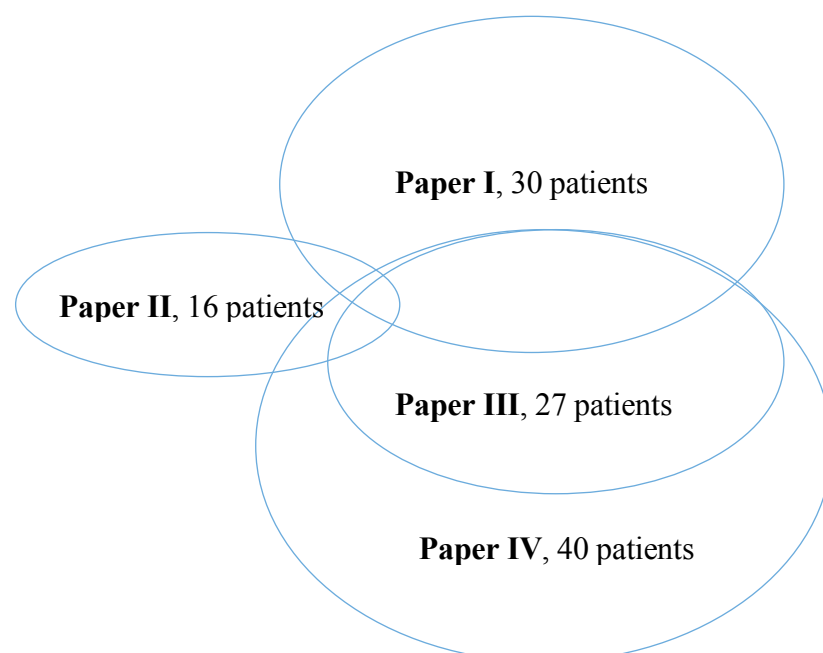 Paper I, 30 patients
Paper II, 16 patients
Paper III, 27 patients
Paper IV, 40 patients